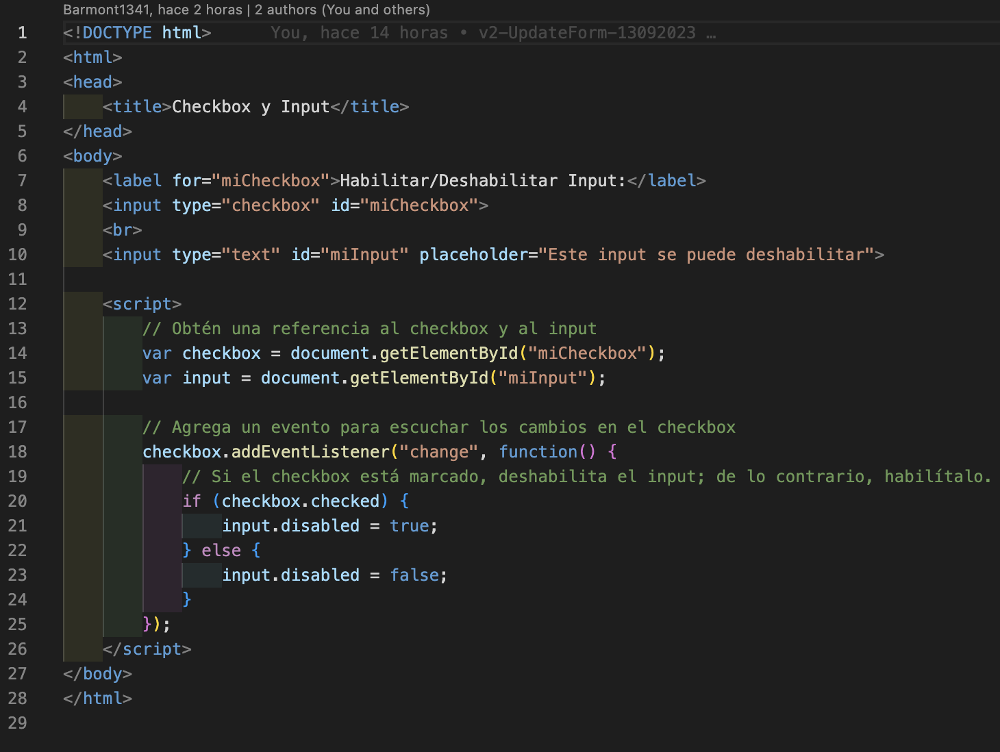 Barmont1341, hace 2 horas | 2 authors (You and others)
1 <!DOCTYPE html> You, hace 14 horas • v2-UpdateForm-13092023 …
2 <html>
3 <head>
4 <title>Checkbox y Input</title>
5 </head>
6 <body>
7 <label for="miCheckbox">Habilitar/Deshabilitar Input:</label>
8 <input type="checkbox" id="miCheckbox">
9 <br>
10 <input type="text" id="miInput" placeholder="Este input se puede deshabilitar">
11
12 <script>
13 // Obtén una referencia al checkbox y al input
14 var checkbox = document.getElementById("miCheckbox");
15 var input = document.getElementById("miInput");
16
17 // Agrega un evento para escuchar los cambios en el checkbox
18 checkbox.addEventListener("change", function() {
19 // Si el checkbox está marcado, deshabilita el input; de lo contrario, habilítalo.
20 if (checkbox.checked) {
21 input.disabled = true;
22 } else {
23 input.disabled = false;
24 }
25 });
26 </script>
27 </body>
28 </html>
29